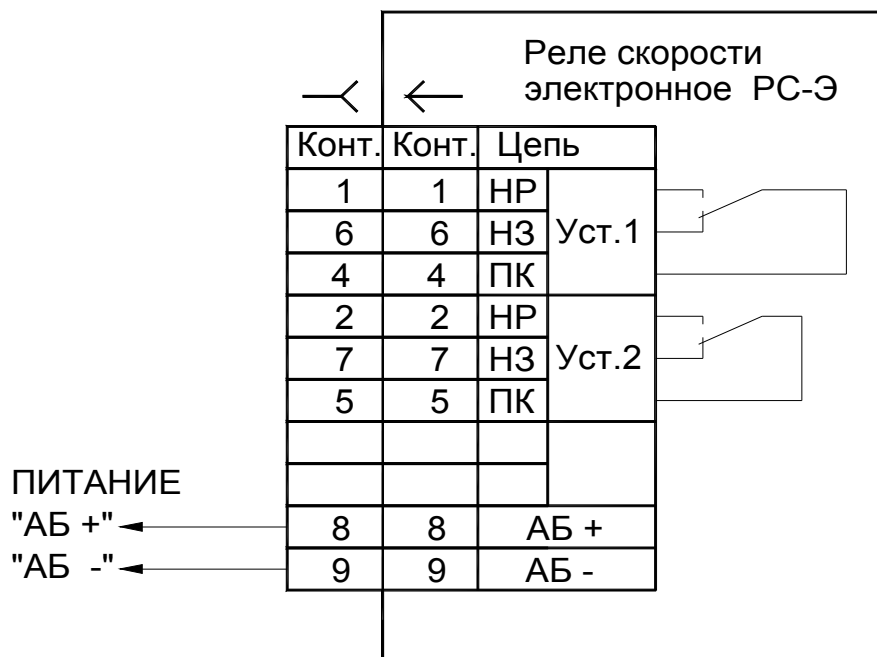 Реле скорости
электронное РС-Э
Конт. Конт. Цепь
1 1 НР
6 6 НЗ Уст.1
4 4 ПК
2 2 НР
7 7 НЗ Уст.2
5 5 ПК
ПИТАНИЕ
"АБ +" 8 8 АБ +
"АБ -" 9 9 АБ -